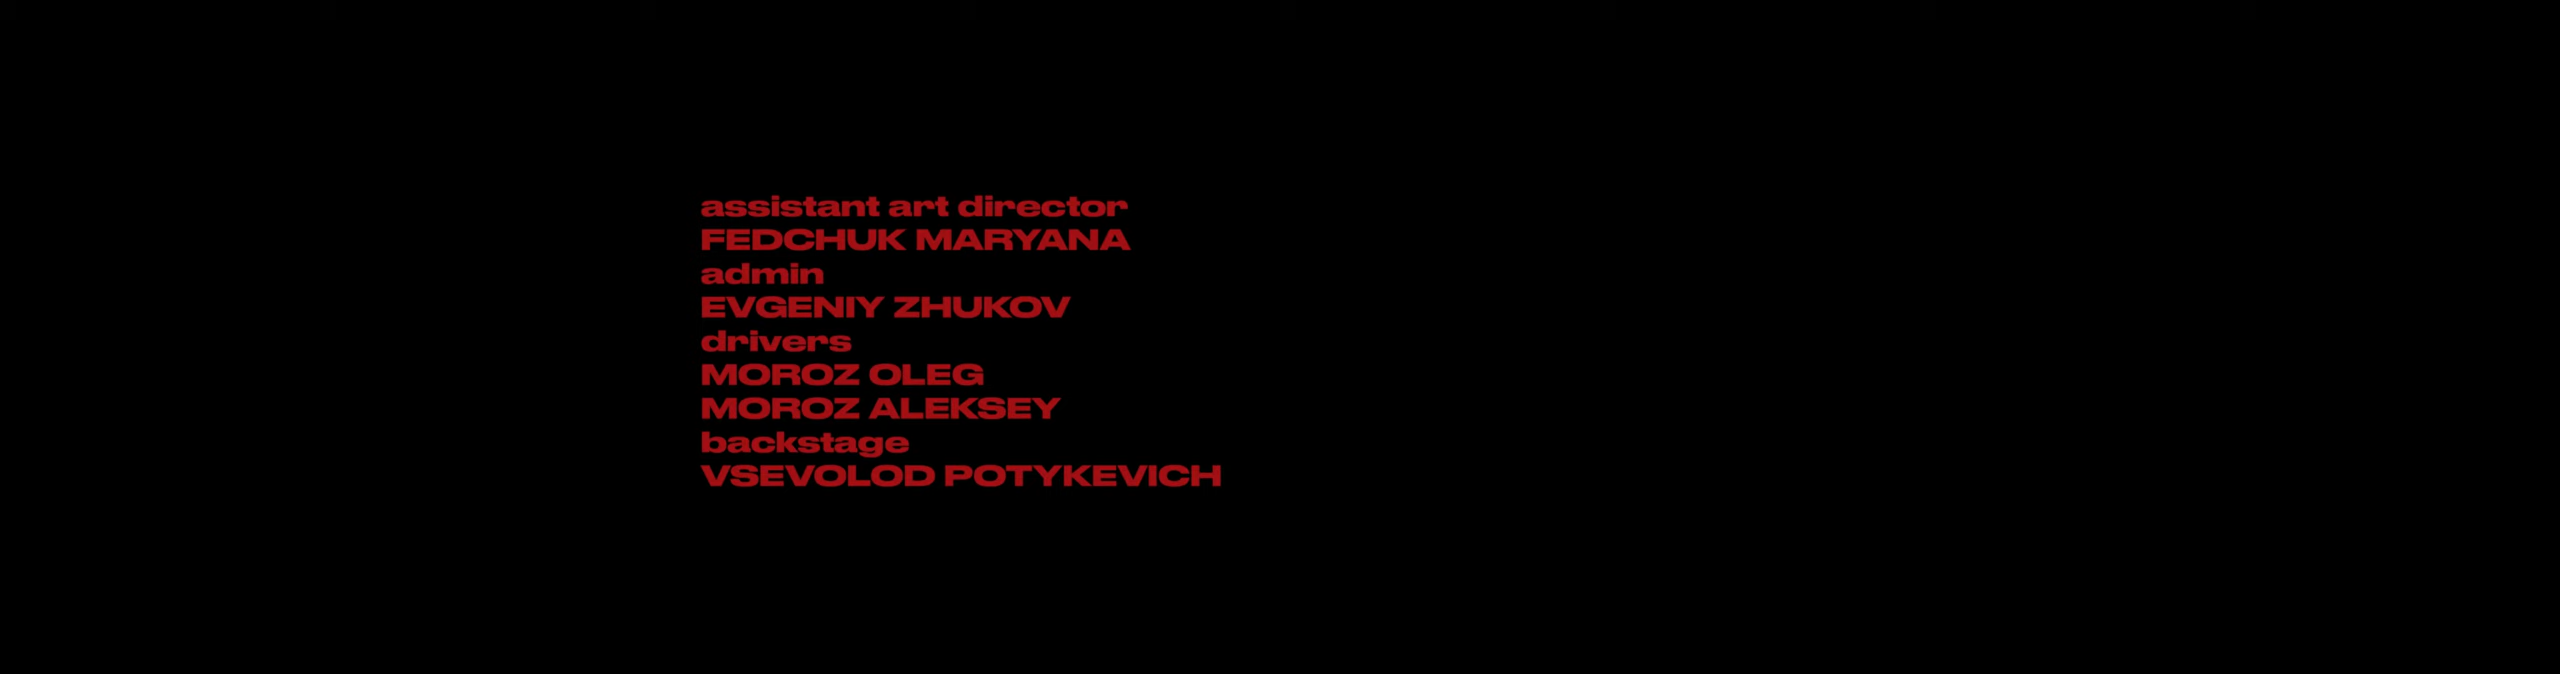 assistant art director
FEDCHUK MARYANA
admin
EVGENIY ZHUKOV
drivers
MOROZ OLEG
MOROZ ALEKSEY
backstage
VSEVOLOD POTYKEVICH